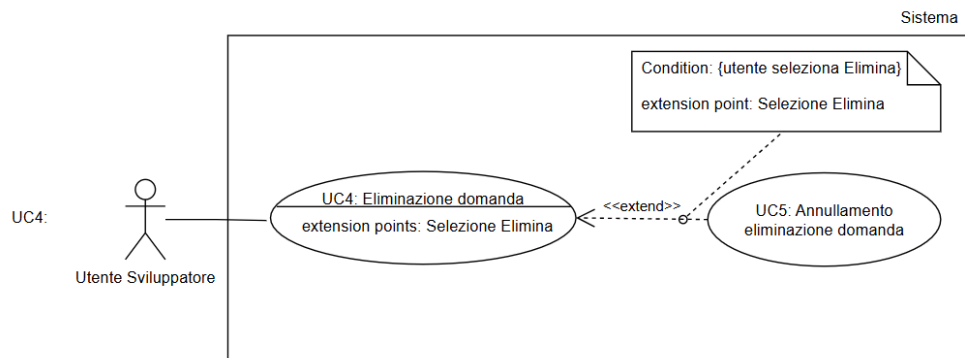 Sistema
Condition: {utente seleziona Elimina}
extension point: Selezione Elimina
UC4: Eliminazione domanda
extension points: Selezione Elimina
<<extend>>
UC5: Annullamento
eliminazione domanda
UC4:
Utente Sviluppatore